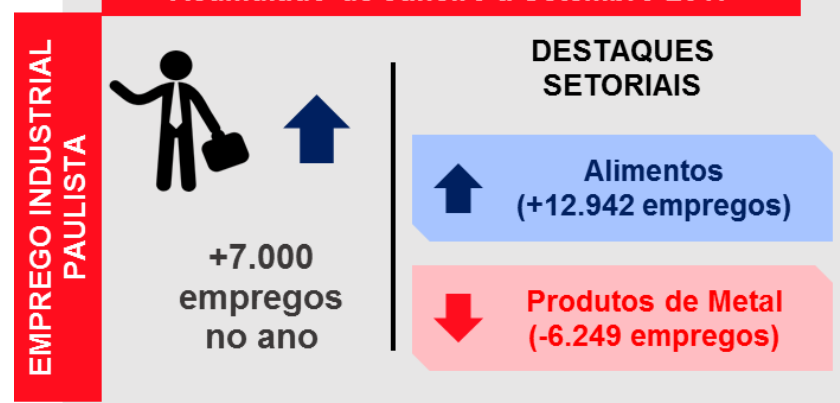 EMPREGO INDUSTRIAL
PAULISTA
+7.000
empregos
no ano
DESTAQUES
SETORIAIS
Alimentos
(+12.942 empregos)
Produtos de Metal
(-6.249 empregos)